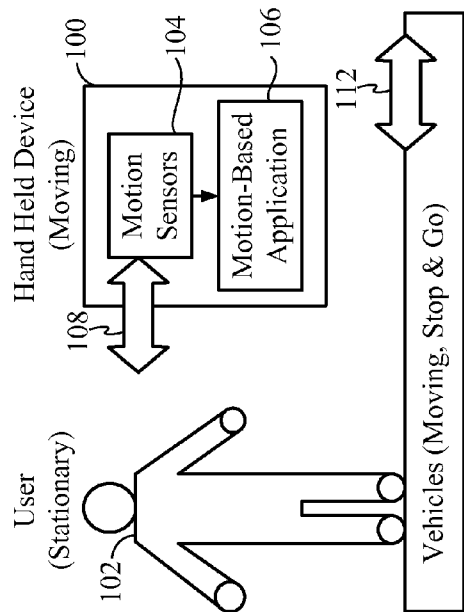 User
(Stationary)
102
108
Hand Held Device
(Moving)
100
Motion
Sensors
104
Motion-Based
Application
106
Vehicles (Moving, Stop & Go)
112